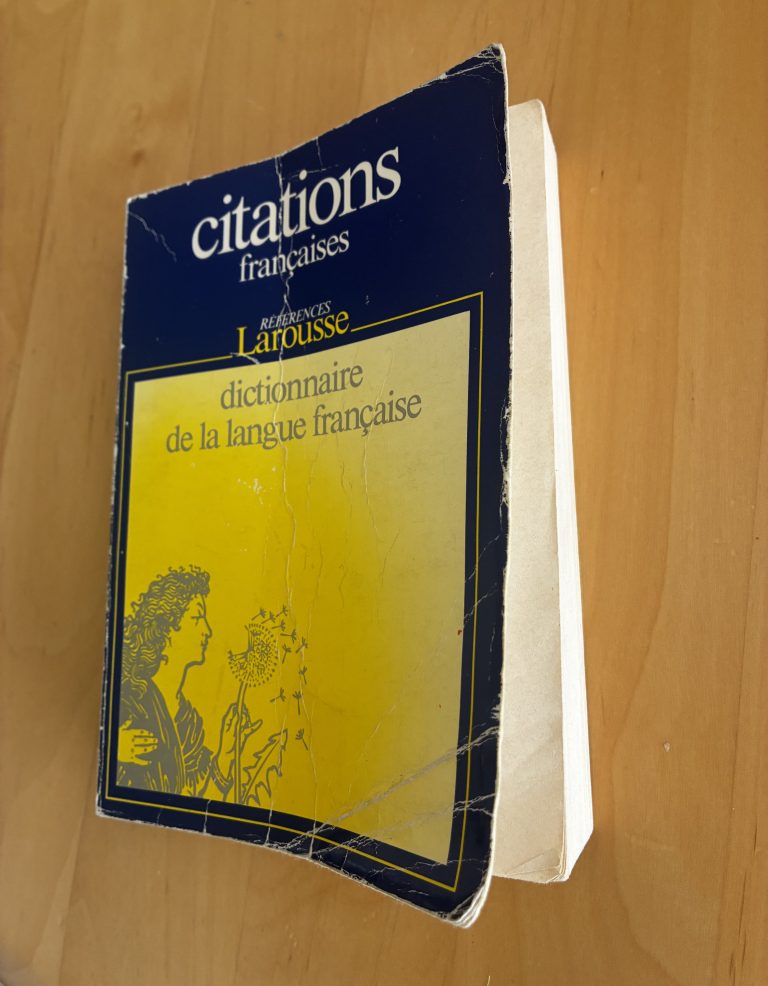 citations
françaises
RÉFÉRENCES
Larousse
dictionnaire
de la langue française